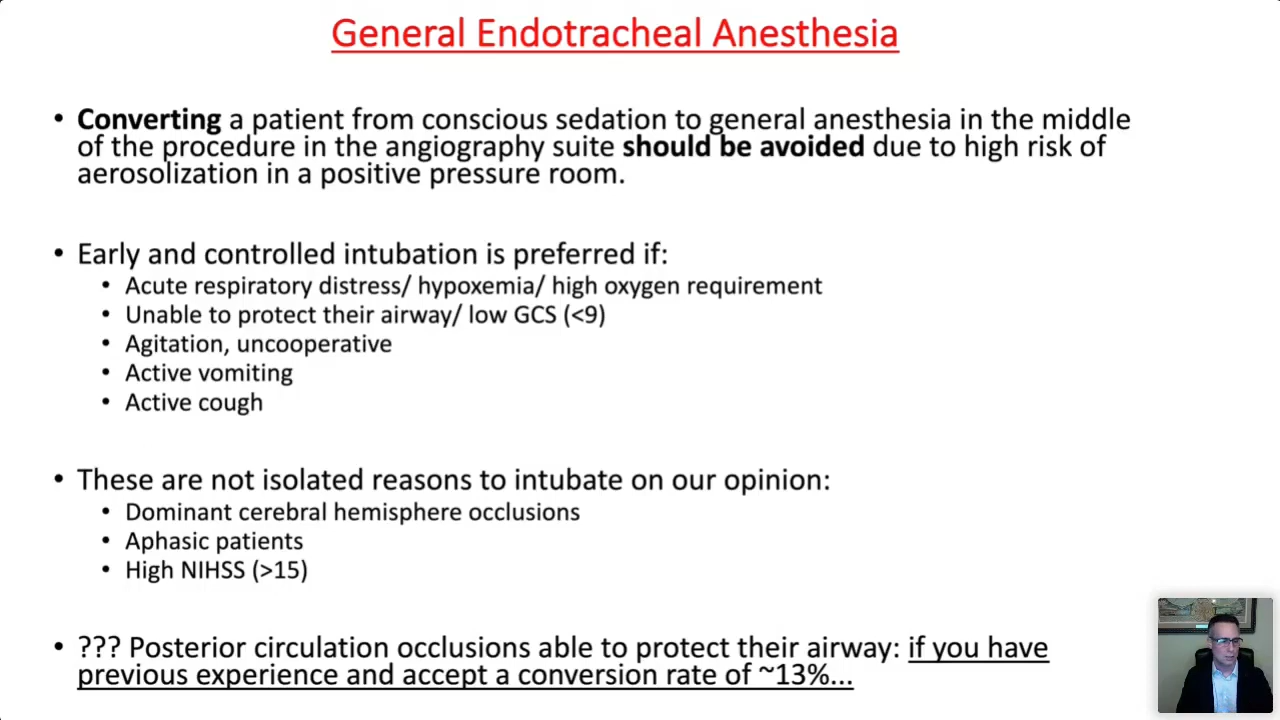 General Endotracheal Anesthesia
• Converting a patient from conscious sedation to general anesthesia in the middle
of the procedure in the angiography suite should be avoided due to high risk of
aerosolization in a positive pressure room.
• Early and controlled intubation is preferred if:
• Acute respiratory distress/ hypoxemia/ high oxygen requirement
• Unable to protect their airway/ low GCS (<9)
• Agitation, uncooperative
• Active vomiting
• Active cough
• These are not isolated reasons to intubate on our opinion:
• Dominant cerebral hemisphere occlusions
• Aphasic patients
• High NIHSS (>15)
• ??? Posterior circulation occlusions able to protect their airway: if you have
previous experience and accept a conversion rate of ~13%...